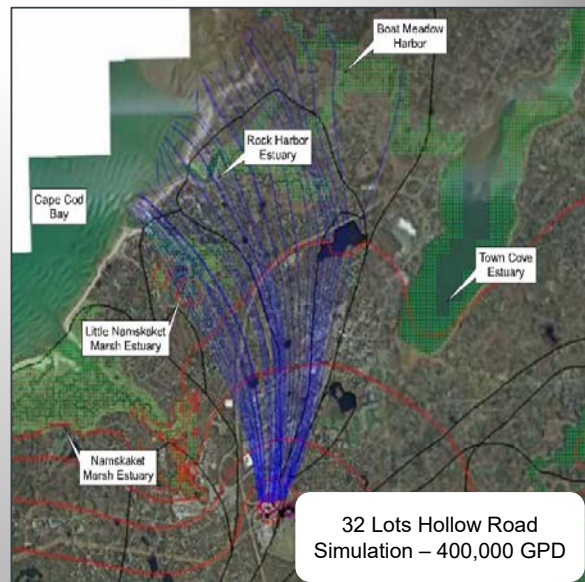 Boat Meadow
Harbor
Rock Harbor
Estuary
Cape Cod
Bay
Town Cove
Estuary
Little Namskaket
Marsh Estuary
Namskaket
Marsh Estuary
32 Lots Hollow Road
Simulation – 400,000 GPD